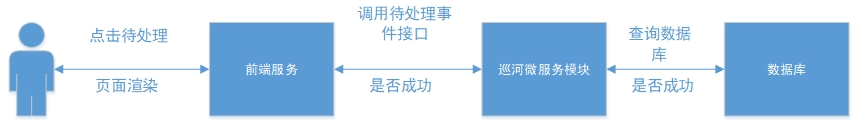 点击待处理
页面渲染
前端服务
调用待处理事
件接口
是否成功
巡河微服务模块
查询数据
库
是否成功
数据库